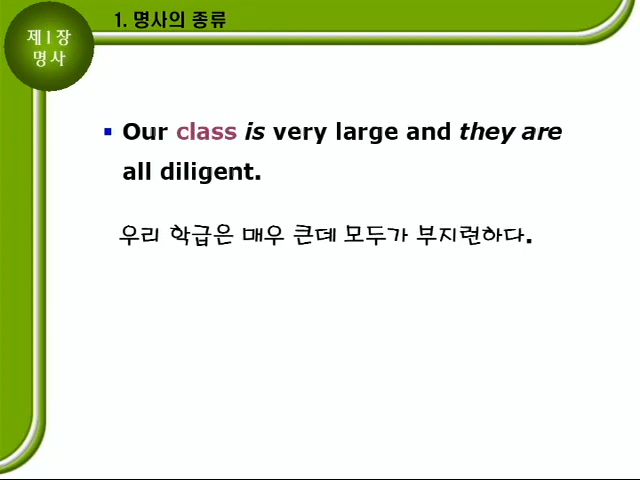 1. 명사의 종류
제1장
명사
▪ Our class is very large and they are
all diligent.
우리 학급은 매우 큰데 모두가 부지런하다.